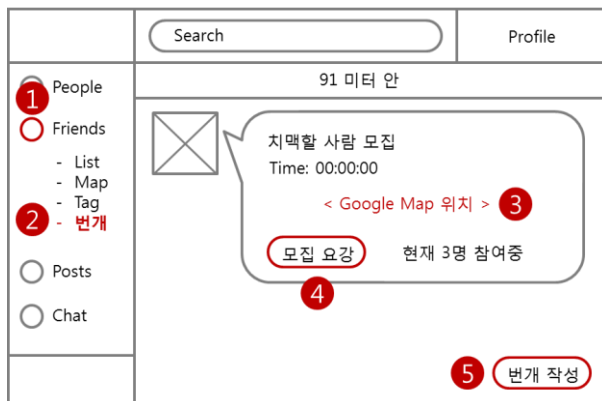 Search
Profile
91 미터 안
1
People
Friends
- List
- Map
- Tag
2
- 번개
Posts
Chat
치맥할 사람 모집
Time: 00:00:00
< Google Map 위치 >
3
모집 요강
현재 3명 참여중
4
5
번개 작성